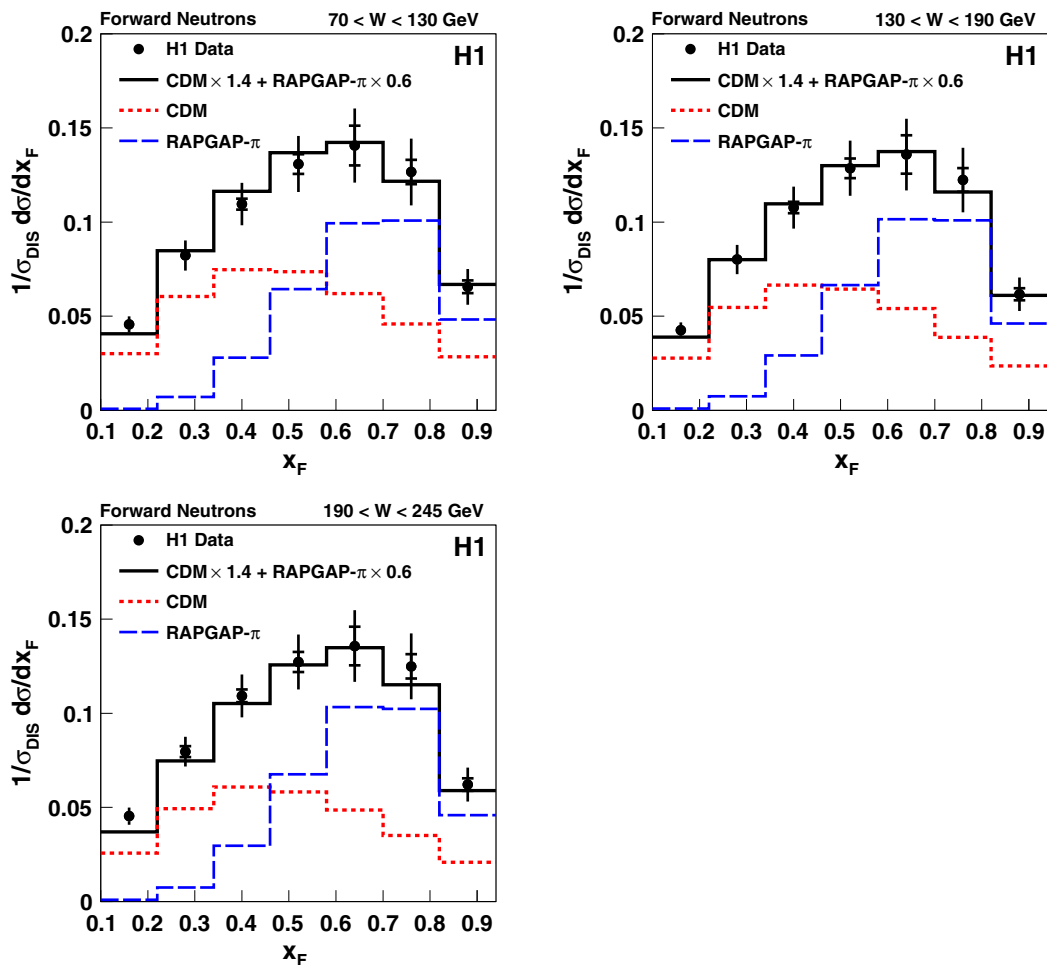 Forward Neutrons 70 < W < 130 GeV
0.2
H1 Data
H1
CDM × 1.4 + RAPGAP-π × 0.6
CDM
RAPGAP-π
0.15
0.1
0.05
0
1/σDIS dσ/dxF
0.1 0.2 0.3 0.4 0.5 0.6 0.7 0.8 0.9
xF
Forward Neutrons 130 < W < 190 GeV
0.2
H1 Data
H1
CDM × 1.4 + RAPGAP-π × 0.6
CDM
RAPGAP-π
0.15
0.1
0.05
0
1/σDIS dσ/dxF
0.1 0.2 0.3 0.4 0.5 0.6 0.7 0.8 0.9
xF
Forward Neutrons 190 < W < 245 GeV
0.2
H1 Data
H1
CDM × 1.4 + RAPGAP-π × 0.6
CDM
RAPGAP-π
0.15
0.1
0.05
0
1/σDIS dσ/dxF
0.1 0.2 0.3 0.4 0.5 0.6 0.7 0.8 0.9
xF